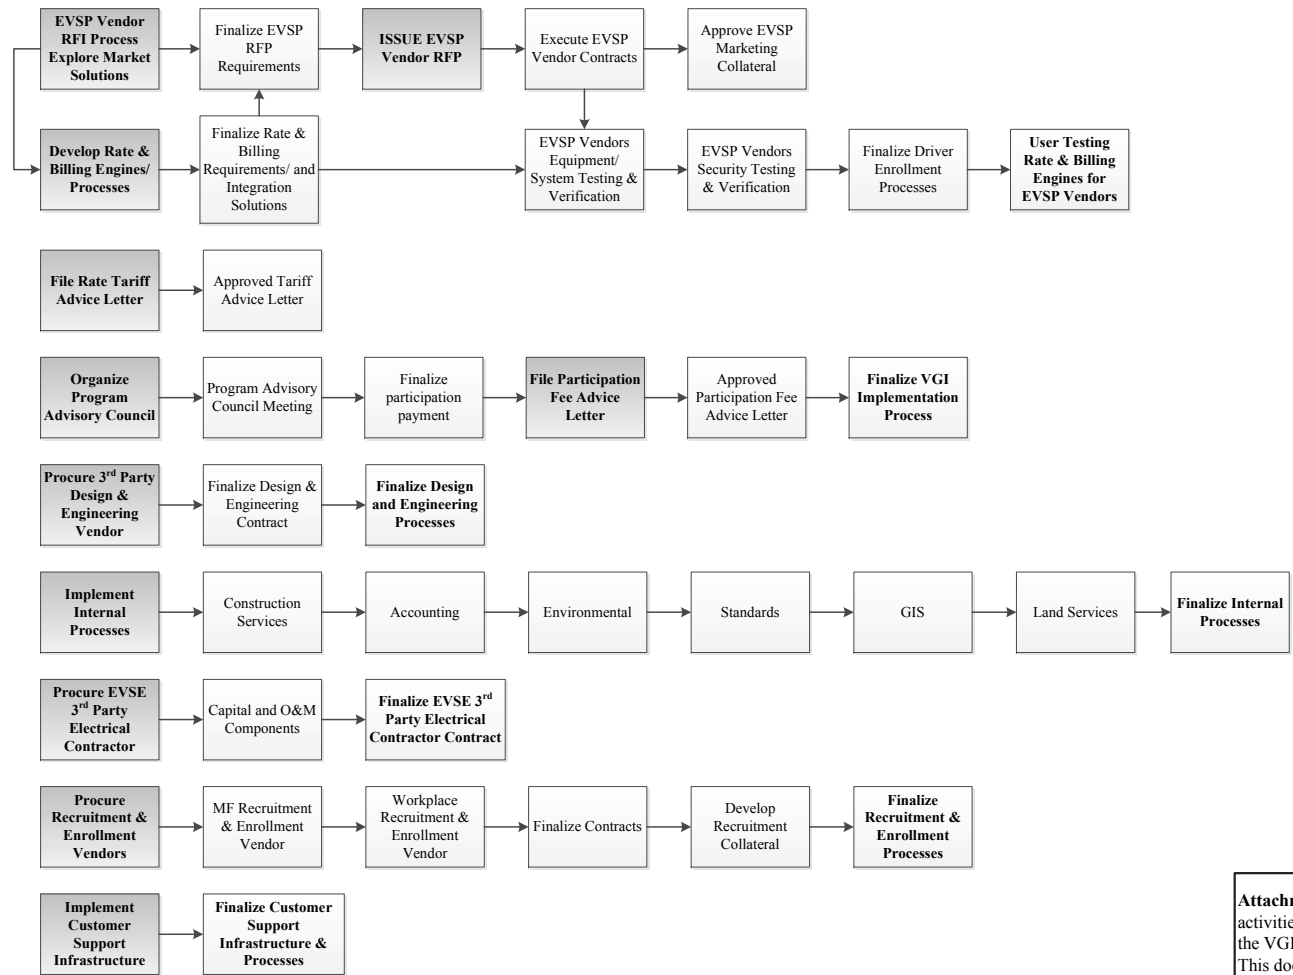 EVSP Vendor
RFI Process
Explore Market
Solutions
Finalize EVSP
RFP
Requirements
ISSUE EVSP
Vendor RFP
Execute EVSP
Vendor Contracts
Approve EVSP
Marketing
Collateral
Develop Rate &
Billing Engines/
Processes
Finalize Rate &
Billing
Requirements/ and
Integration
Solutions
EVSP Vendors
Equipment/
System Testing &
Verification
EVSP Vendors
Security Testing
& Verification
Finalize Driver
Enrollment
Processes
User Testing
Rate & Billing
Engines for
EVSP Vendors
File Rate Tariff
Advice Letter
Approved Tariff
Advice Letter
Organize
Program
Advisory Council
Program Advisory
Council Meeting
Finalize
participation
payment
File Participation
Fee Advice
Letter
Approved
Participation Fee
Advice Letter
Finalize VGI
Implementation
Process
Procure 3rd Party
Design &
Engineering
Vendor
Finalize Design &
Engineering
Contract
Finalize Design
and Engineering
Processes
Implement
Internal
Processes
Construction
Services
Accounting
Environmental
Standards
GIS
Land Services
Finalize Internal
Processes
Procure EVSE
3rd Party
Electrical
Contractor
Capital and O&M
Components
Finalize EVSE 3rd
Party Electrical
Contractor Contract
Procure
Recruitment &
Enrollment
Vendors
MF Recruitment
& Enrollment
Vendor
Workplace
Recruitment &
Enrollment
Vendor
Finalize Contracts
Develop
Recruitment
Collateral
Finalize
Recruitment &
Enrollment
Processes
Implement
Customer
Support
Infrastructure
Finalize Customer
Support
Infrastructure &
Processes
activities
the VGI
This doc